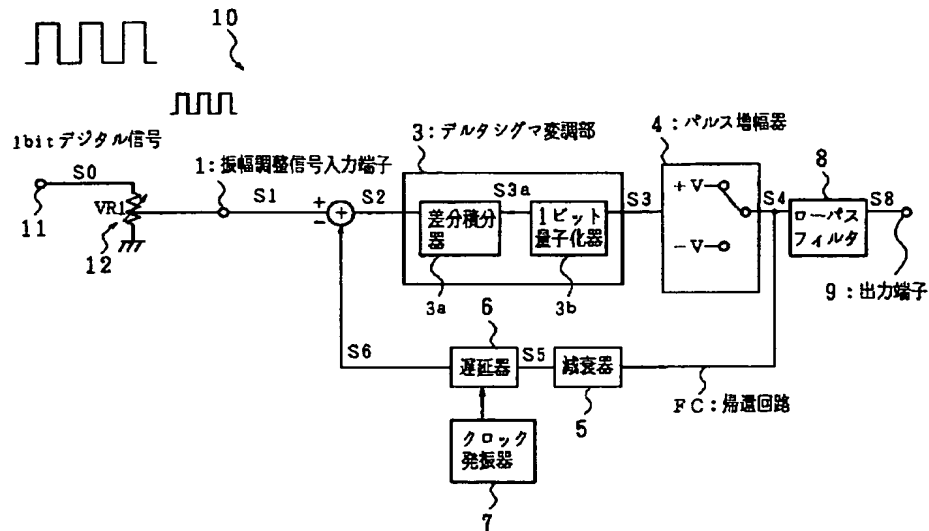 10
1bitデジタル信号
S0
11
VR1
12
1:振幅調整信号入力端子
S1
+
−
+
S2
3:デルタシグマ変調部
差分積分
器
3a
S3a
1ビット
量子化器
3b
S3
4:パルス増幅器
+V
−V
S4
8
ローパス
フィルタ
S8
9:出力端子
S6
6
遅延器
S5
減衰器
5
FC:帰還回路
クロック
発振器
7